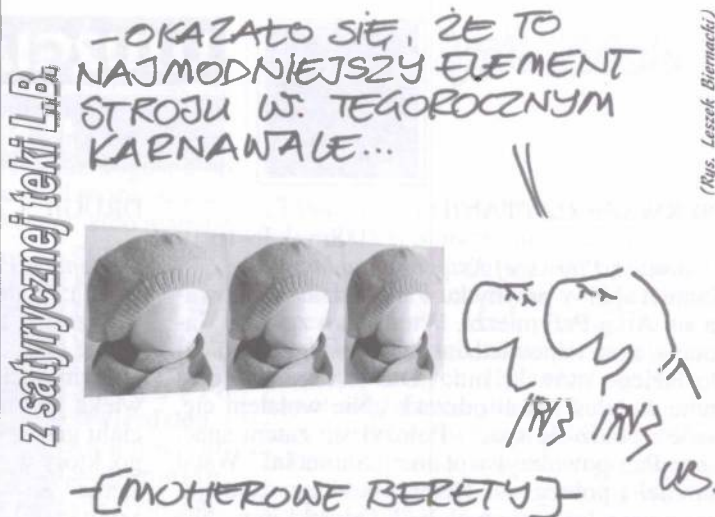 z satyrycznej teki L.B.
- OKAZAŁO SIĘ, ŻE TO
NAJMODNIEJSZY ELEMENT
STROJU W. TEGOROCZNYM
KARNAWALE...
(Rys. Leszek Biernacki)
-[MOHEROWE BERETY]-